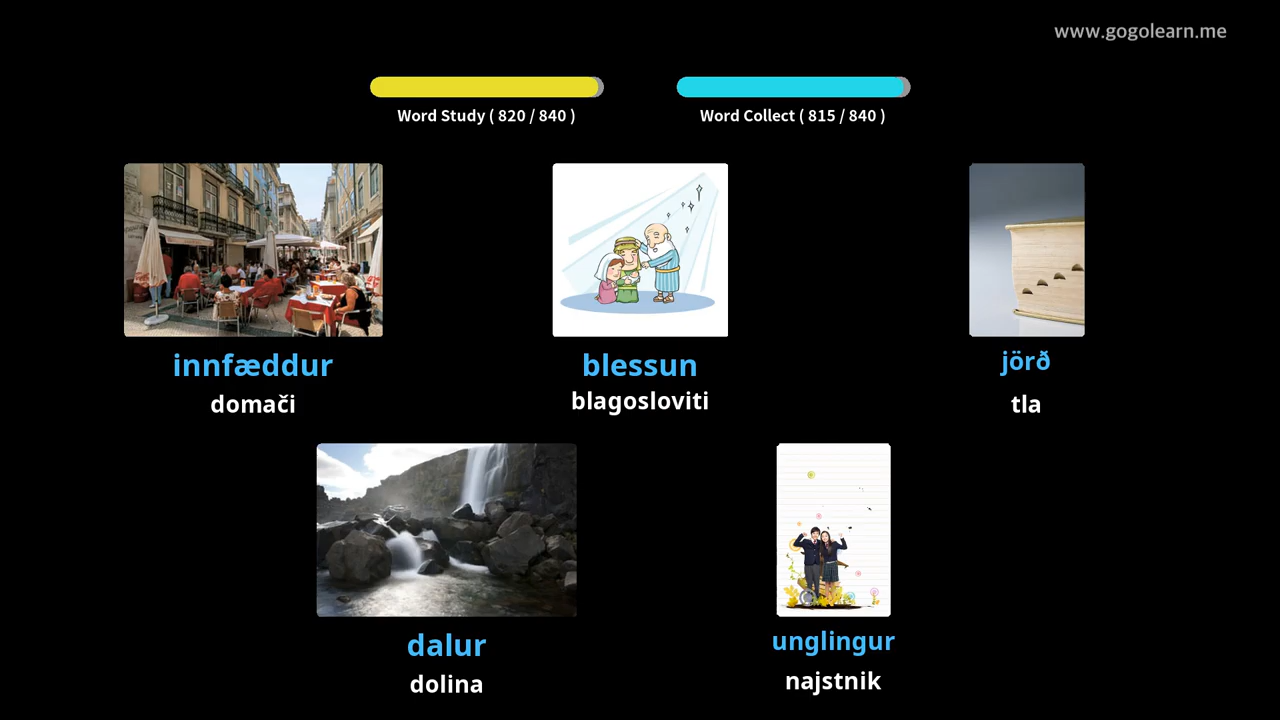 www.gogolearn.me
Word Study ( 820 / 840 )
Word Collect ( 815 / 840 )
innfæddur
domači
blessun
blagosloviti
jörð
tla
dalur
dolina
unglingur
najstnik